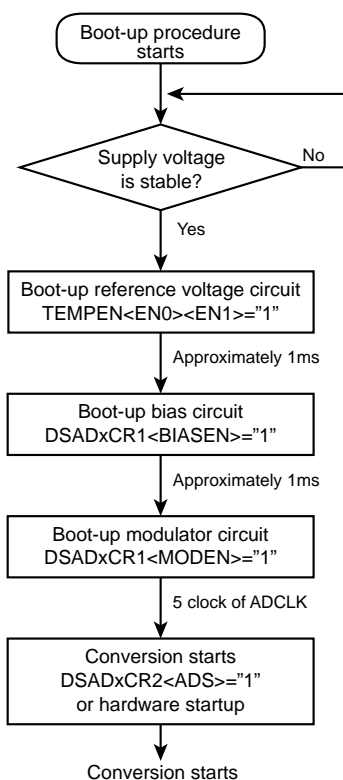 Boot-up procedure
starts
Supply voltage
is stable?
No
Yes
Boot-up reference voltage circuit
TEMPEN<EN0><EN1>=”1”
Approximately 1ms
Boot-up bias circuit
DSADxCR1<BIASEN>=”1”
Approximately 1ms
Boot-up modulator circuit
DSADxCR1<MODEN>=”1”
5 clock of ADCLK
Conversion starts
DSADxCR2<ADS>=”1”
or hardware startup
Conversion starts